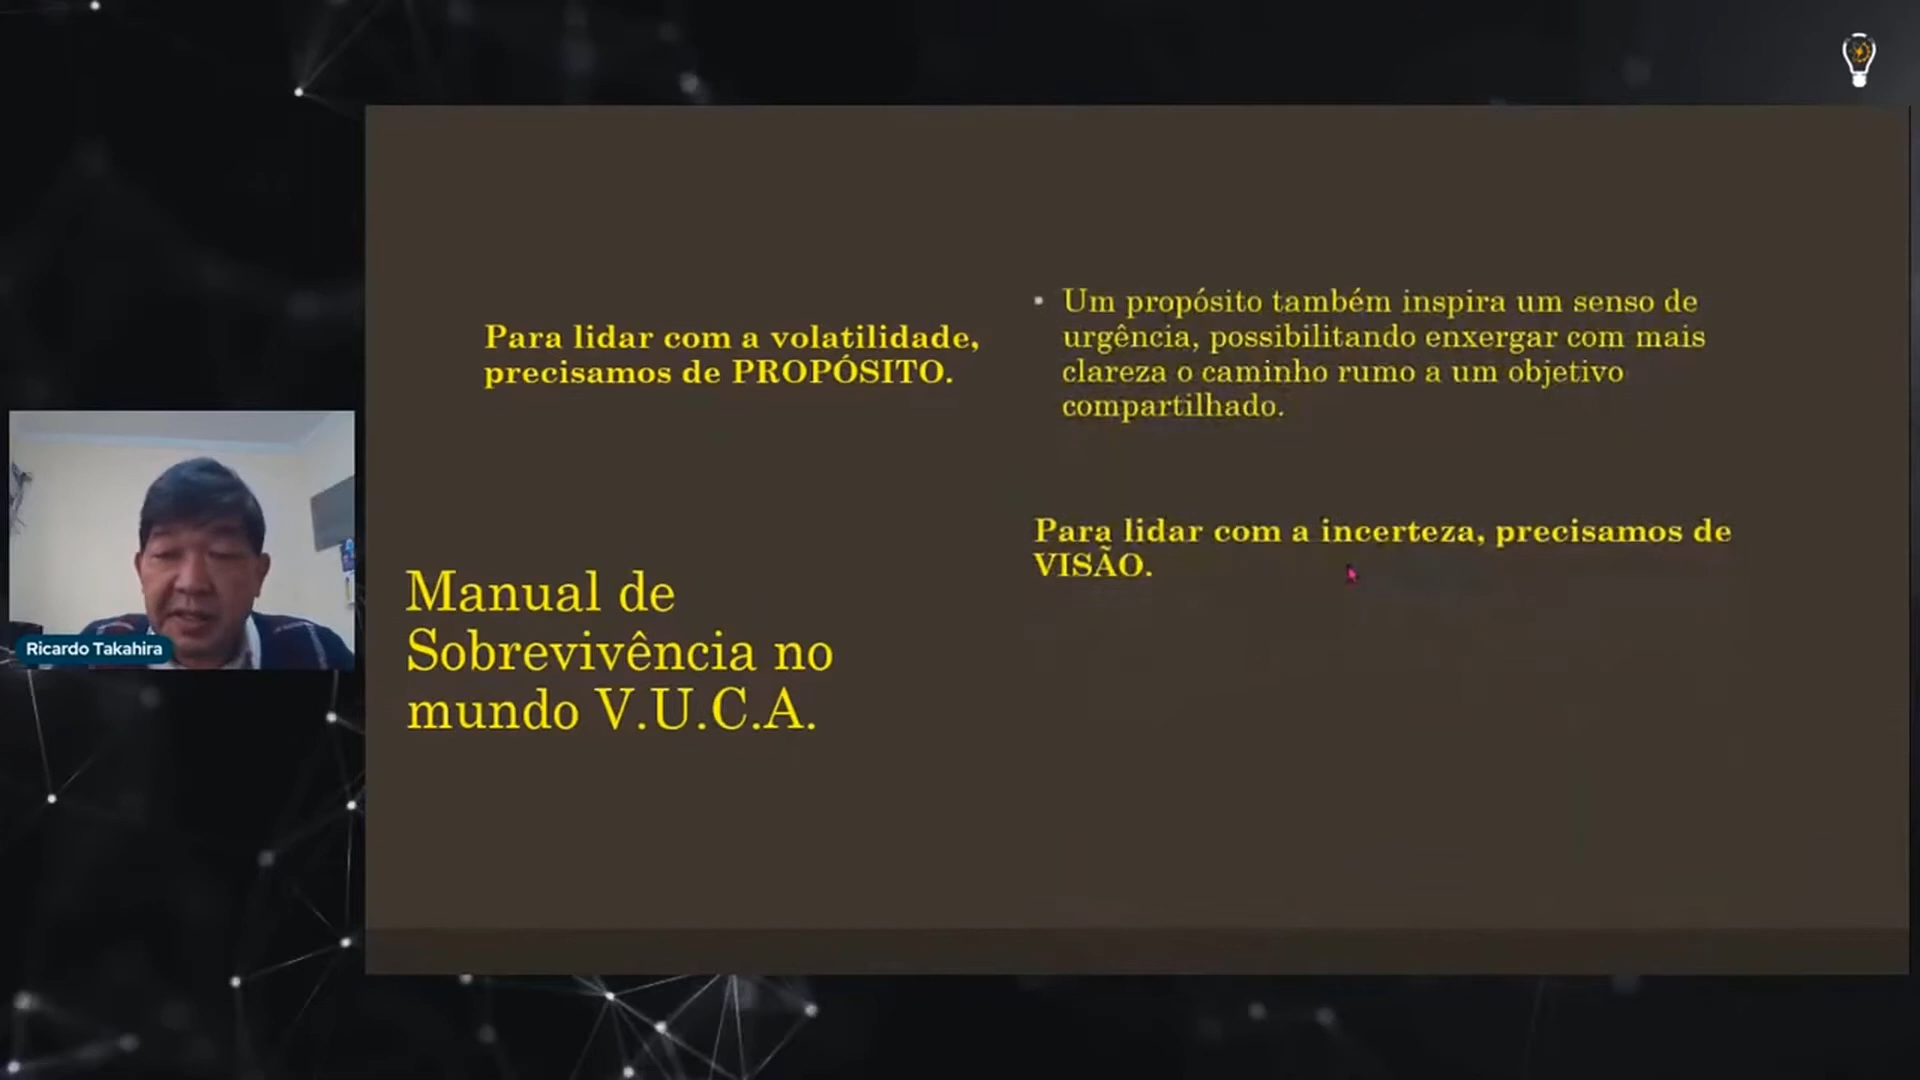 Para lidar com a volatilidade,
precisamos de PROPÓSITO.
Um propósito também inspira um senso de
urgência, possibilitando enxergar com mais
clareza o caminho rumo a um objetivo
compartilhado.
Para lidar com a incerteza, precisamos de
VISÃO.
Manual de
Sobrevivência no
mundo V.U.C.A.
Ricardo Takahira